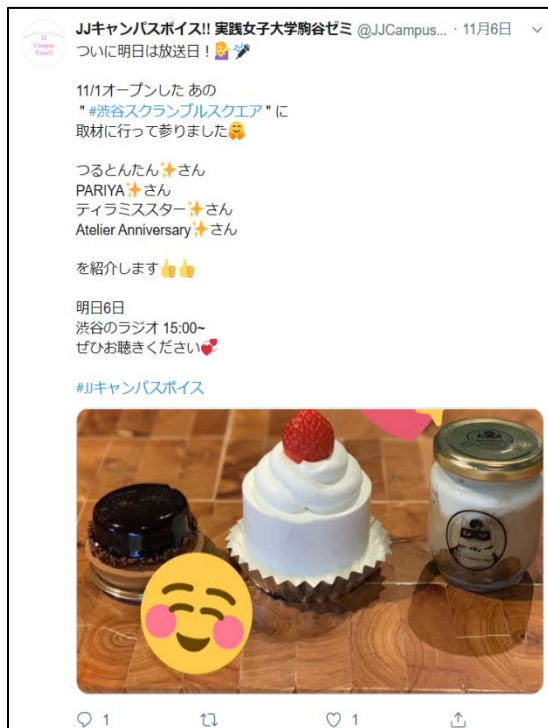 JJキャンパスボイス!! 実践女子大学駒谷ゼミ @JJCampus... · 11月6日
ついに明日は放送日！💁🎤
11/1オープンした あの
" #渋谷スクランブルスクエア " に
取材に行って参りました🤗
つるとんたん✨さん
PARIYA✨さん
ティラミススター✨さん
Atelier Anniversary✨さん
を紹介します👍👍
明日6日
渋谷のラジオ 15:00~
ぜひお聴きください💞
#JJキャンパスボイス
1 1